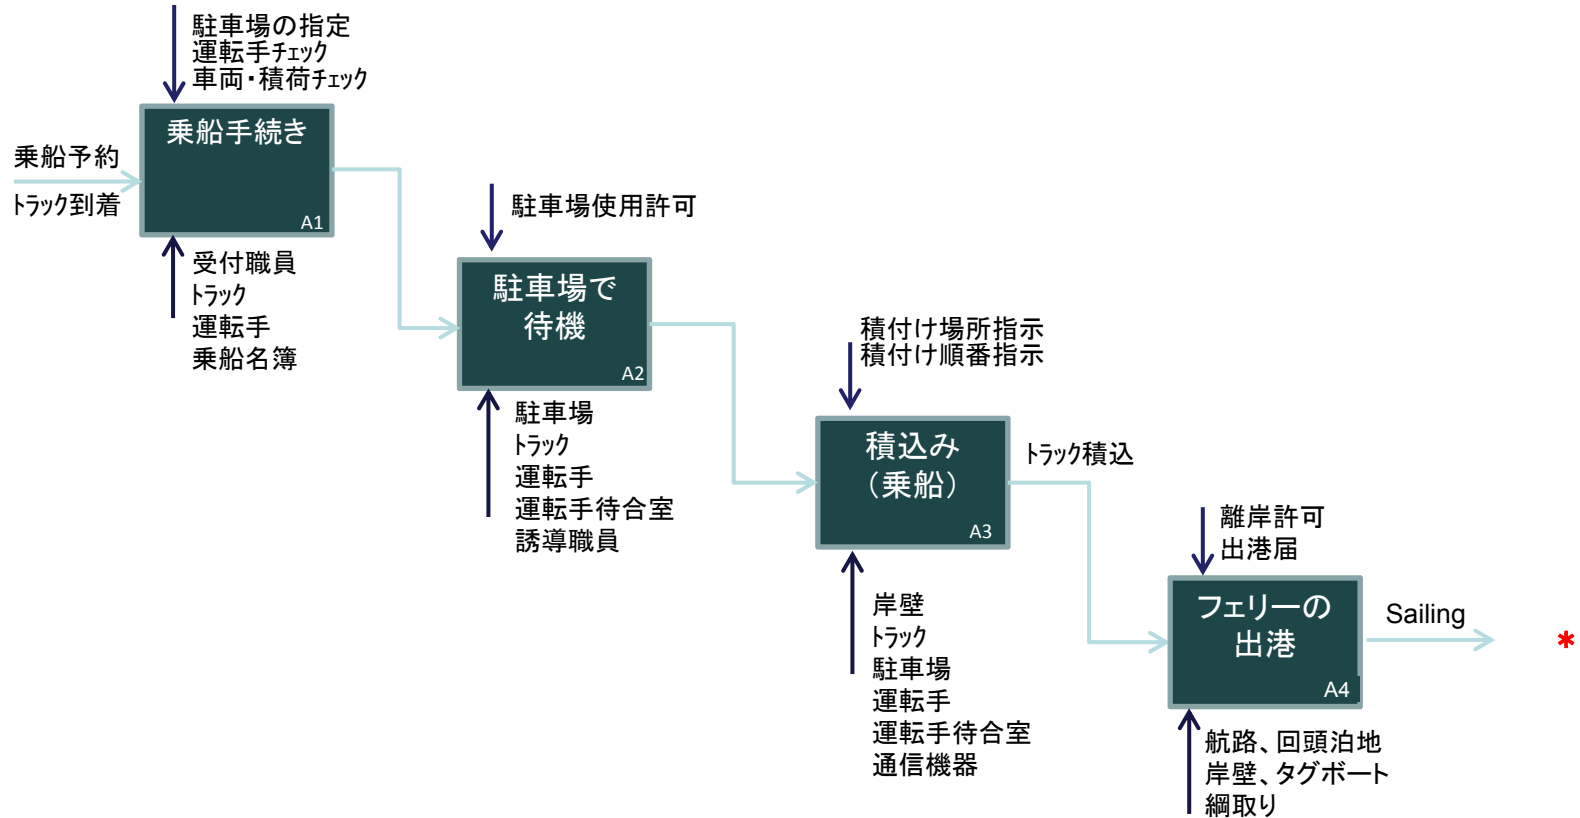 駐車場の指定
運転手チェック
車両・積荷チェック
乗船手続き
A1
乗船予約
トラック到着
受付職員
トラック
運転手
乗船名簿
駐車場使用許可
駐車場で
待機
A2
駐車場
トラック
運転手
運転手待合室
誘導職員
積付け場所指示
積付け順番指示
積込み
（乗船）
A3
トラック積込
岸壁
トラック
駐車場
運転手
運転手待合室
通信機器
離岸許可
出港届
フェリーの
出港
A4
Sailing
*
航路、回頭泊地
岸壁、タグボート
綱取り